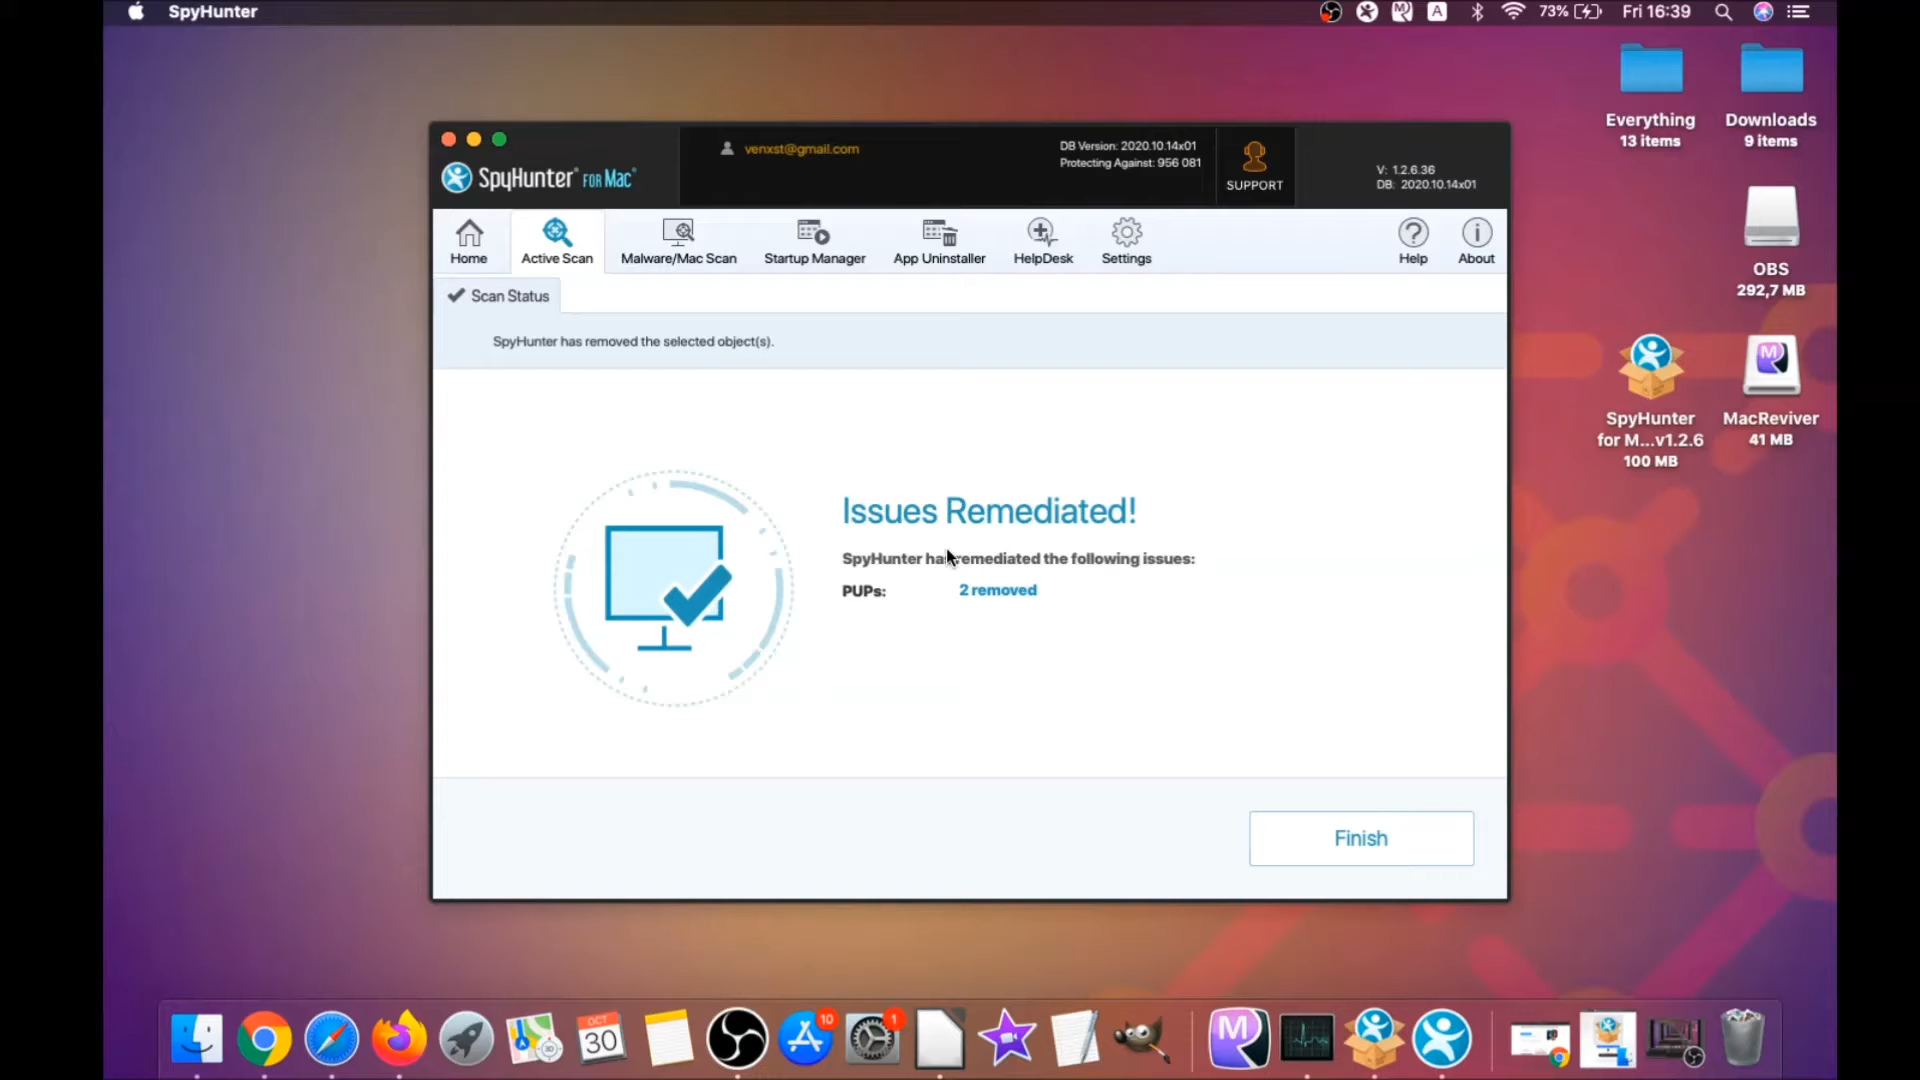 SpyHunter
A
73%
Fri 16:39
Everything
13 items
Downloads
9 items
OBS
292,7 MB
SpyHunter
for M...v1.2.6
100 MB
MacReviver
41 MB
SpyHunter® FOR MAC®
venxst@gmail.com
DB Version: 2020.10.14x01
Protecting Against: 956 081
SUPPORT
V: 1.2.6.36
DB: 2020.10.14x01
Home
Active Scan
Malware/Mac Scan
Startup Manager
App Uninstaller
HelpDesk
Settings
Help
About
Scan Status
SpyHunter has removed the selected object(s).
Issues Remediated!
SpyHunter has remediated the following issues:
PUPs: 2 removed
Finish
OCT
30
10
1
M